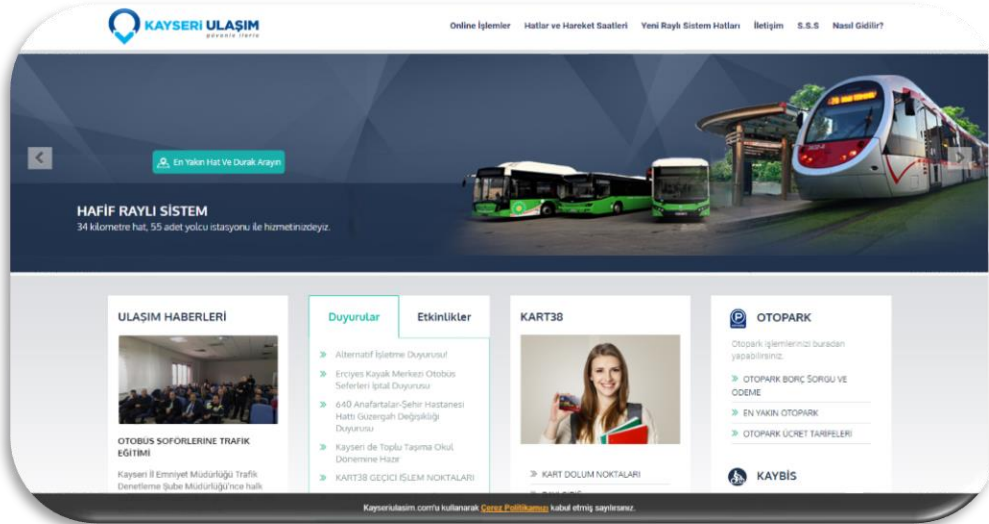 KAYSERİ ULAŞIM
güvenle ilerle
Online İşlemler Hatlar ve Hareket Saatleri Yeni Raylı Sistem Hatları İletişim S.S.S Nasıl Gidilir?
En Yakın Hat Ve Durak Arayın
HAFİF RAYLI SİSTEM
34 kilometre hat, 55 adet yolcu istasyonu ile hizmetinizdeyiz.
ULAŞIM HABERLERİ
OTOBÜS ŞOFÖRLERİNE TRAFİK
EĞİTİMİ
Kayseri İl Emniyet Müdürlüğü Trafik
Denetleme Şube Müdürlüğü'nce halk
Duyurular Etkinlikler
Alternatif İşletme Duyurusu!
Erciyes Kayak Merkezi Otobüs
Seferleri İptal Duyurusu
640 Anafartalar-Şehir Hastanesi
Hattı Güzergah Değişikliği
Duyurusu
Kayseri de Toplu Taşıma Okul
Dönemine Hazır
KART38 GEÇİCİ İŞLEM NOKTALARI
KART38
KART DOLUM NOKTALARI
OTOPARK
Otopark işlemlerinizi buradan
yapabilirsiniz.
OTOPARK BORÇ SORGU VE
ÖDEME
EN YAKIN OTOPARK
OTOPARK ÜCRET TARİFELERİ
KAYBİS
Kayseriulasim.com'u kullanarak Çerez Politikamızı kabul etmiş sayılırsınız.